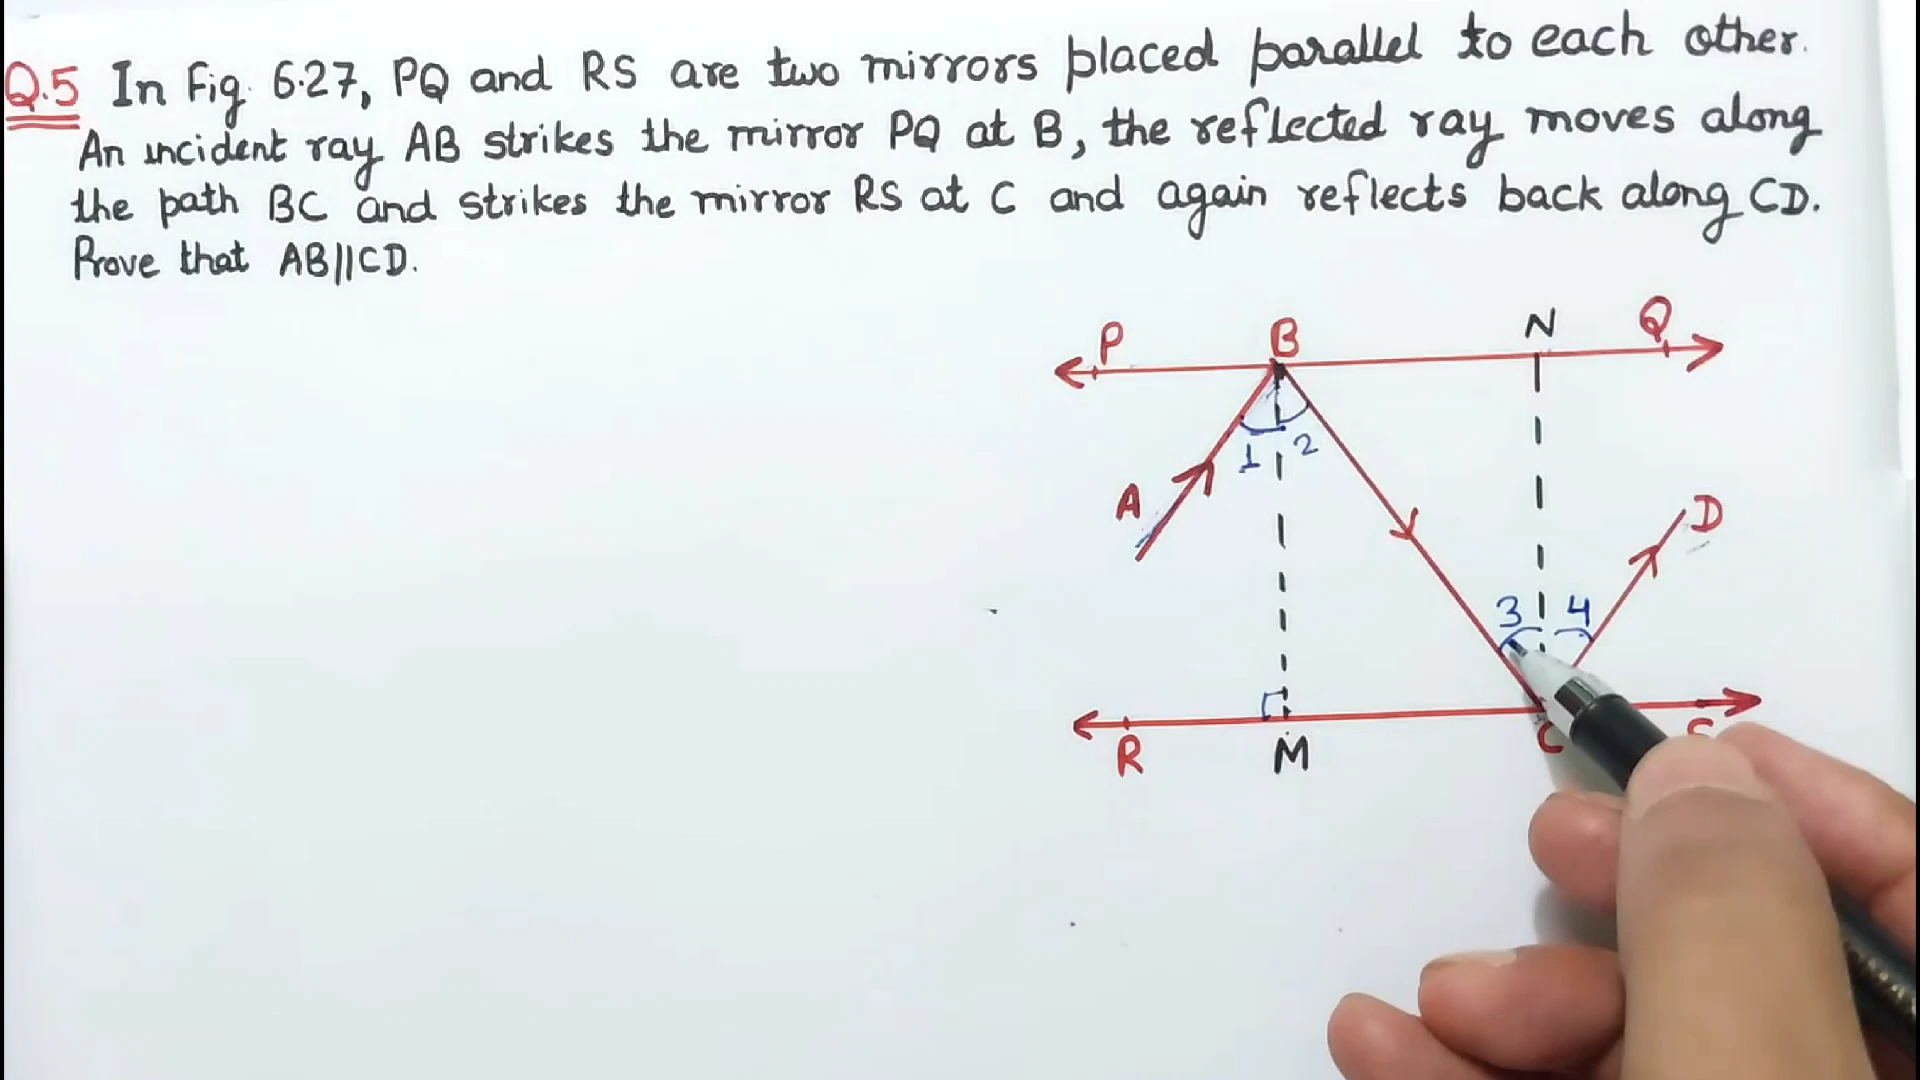 Q.5 In Fig. 6.27, PQ and RS are two mirrors placed parallel to each other.
An incident ray AB strikes the mirror PQ at B, the reflected ray moves along
the path BC and strikes the mirror RS at C and again reflects back along CD.
Prove that AB||CD.
P B N Q
1 2
A D
3 4
R M C S